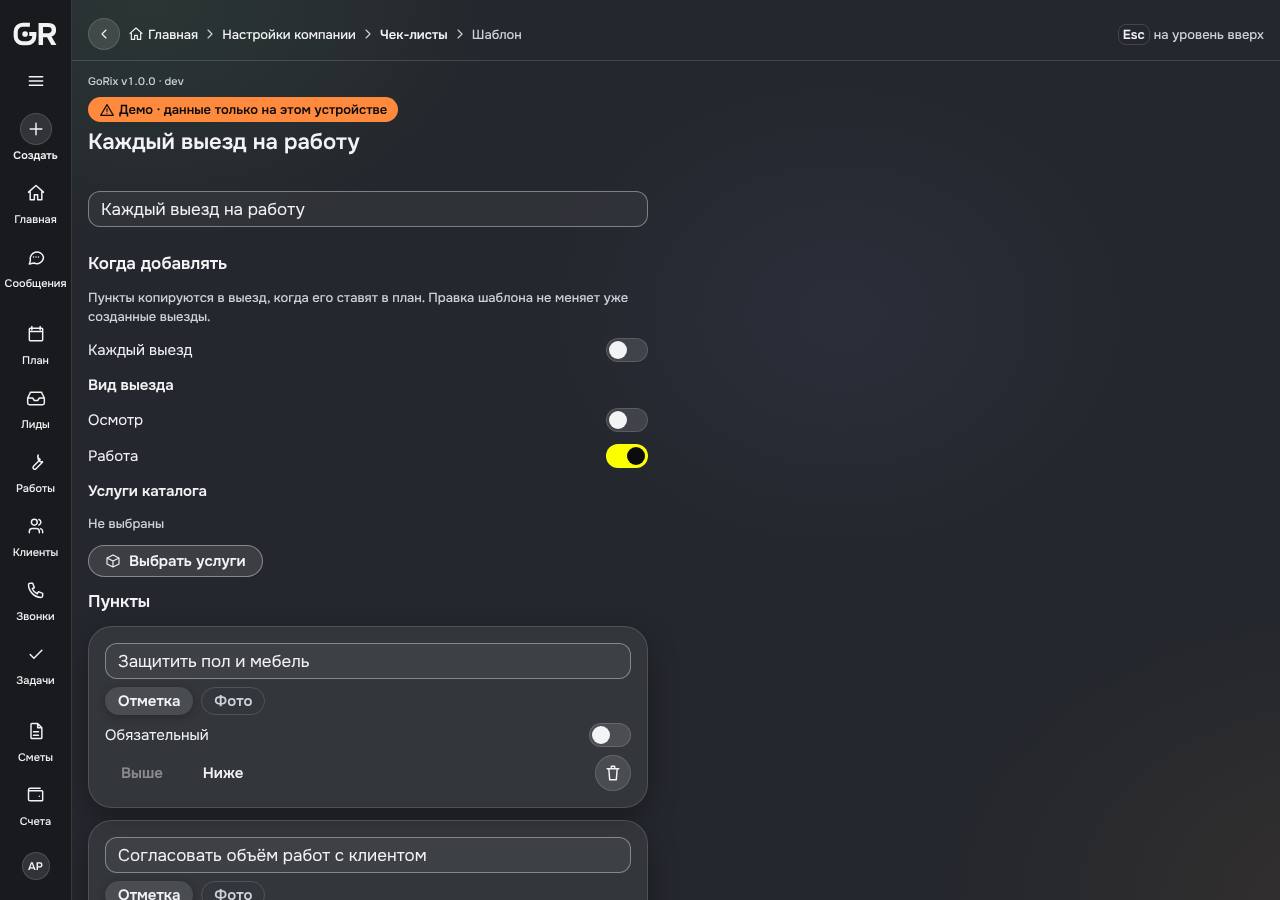 GR
Создать
Главная
Сообщения
План
Лиды
Работы
Клиенты
Звонки
Задачи
Сметы
Счета
AP
Главная > Настройки компании > Чек-листы > Шаблон
Esc на уровень вверх
GoRix v1.0.0 · dev
Демо · данные только на этом устройстве
Каждый выезд на работу
Каждый выезд на работу
Когда добавлять
Пункты копируются в выезд, когда его ставят в план. Правка шаблона не меняет уже
созданные выезды.
Каждый выезд
Вид выезда
Осмотр
Работа
Услуги каталога
Не выбраны
Выбрать услуги
Пункты
Защитить пол и мебель
Отметка Фото
Обязательный
Выше Ниже
Согласовать объём работ с клиентом
Отметка Фото